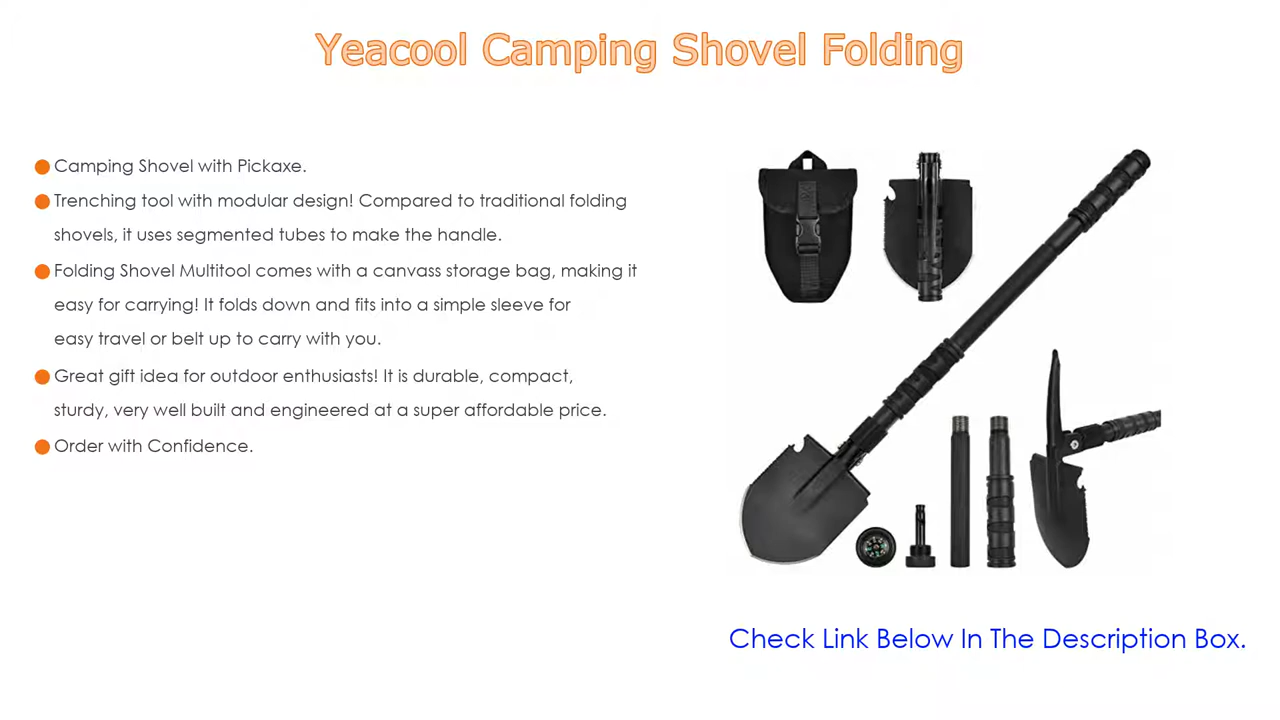 Yeacool Camping Shovel Folding
Camping Shovel with Pickaxe.
Trenching tool with modular design! Compared to traditional folding
shovels, it uses segmented tubes to make the handle.
Folding Shovel Multitool comes with a canvass storage bag, making it
easy for carrying! It folds down and fits into a simple sleeve for
easy travel or belt up to carry with you.
Great gift idea for outdoor enthusiasts! It is durable, compact,
sturdy, very well built and engineered at a super affordable price.
Order with Confidence.
Check Link Below In The Description Box.